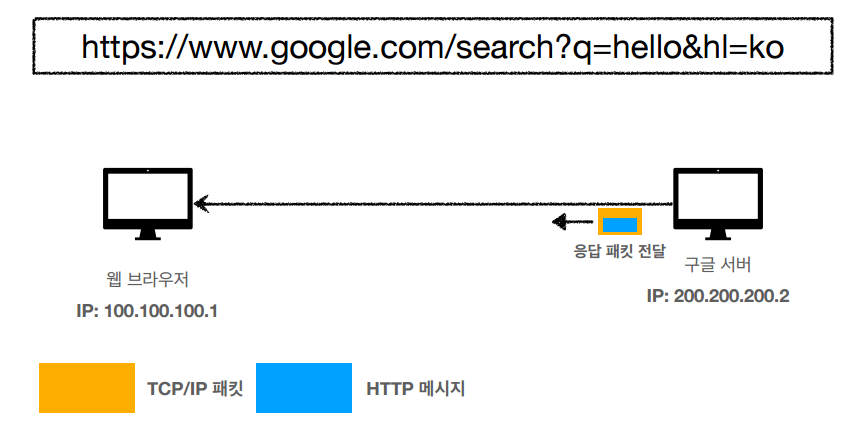 https://www.google.com/search?q=hello&hl=ko
응답 패킷 전달
웹 브라우저
구글 서버
IP: 100.100.100.1
IP: 200.200.200.2
TCP/IP 패킷
HTTP 메시지